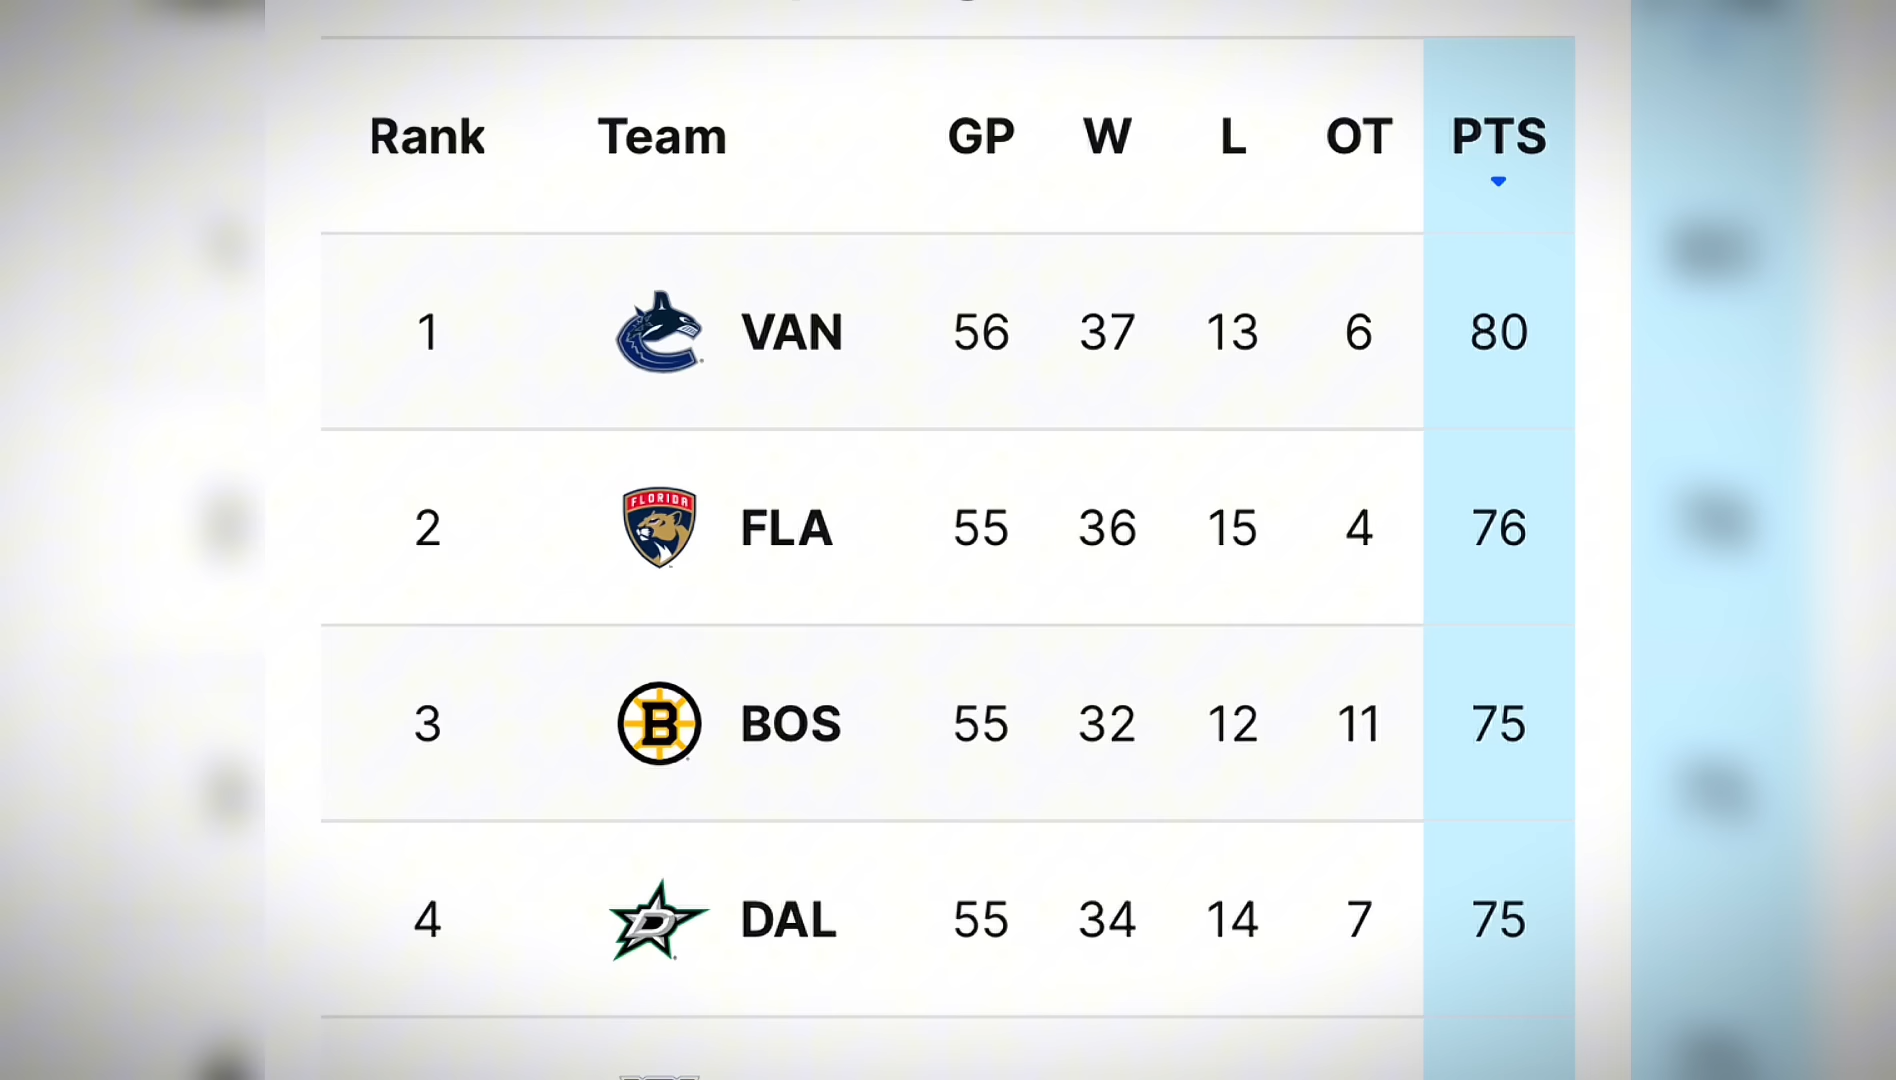 Rank Team GP W L OT PTS
1 VAN 56 37 13 6 80
2 FLORIDA FLA 55 36 15 4 76
3 B BOS 55 32 12 11 75
4 D DAL 55 34 14 7 75